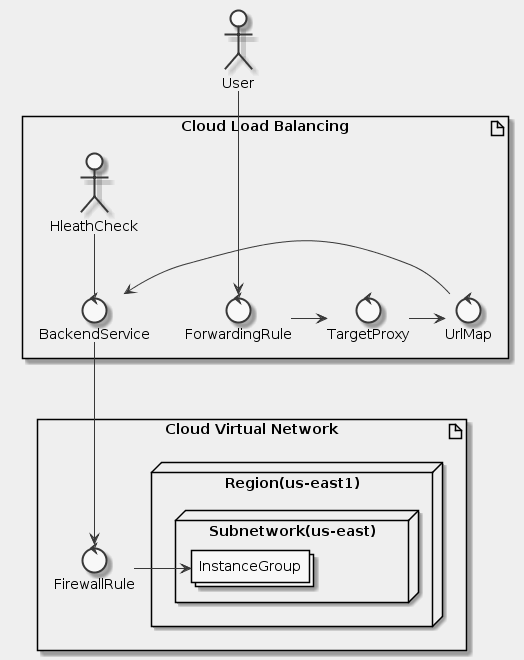 User
Cloud Load Balancing
HleathCheck
BackendService
ForwardingRule
TargetProxy
UrlMap
Cloud Virtual Network
Region(us-east1)
Subnetwork(us-east)
InstanceGroup
FirewallRule